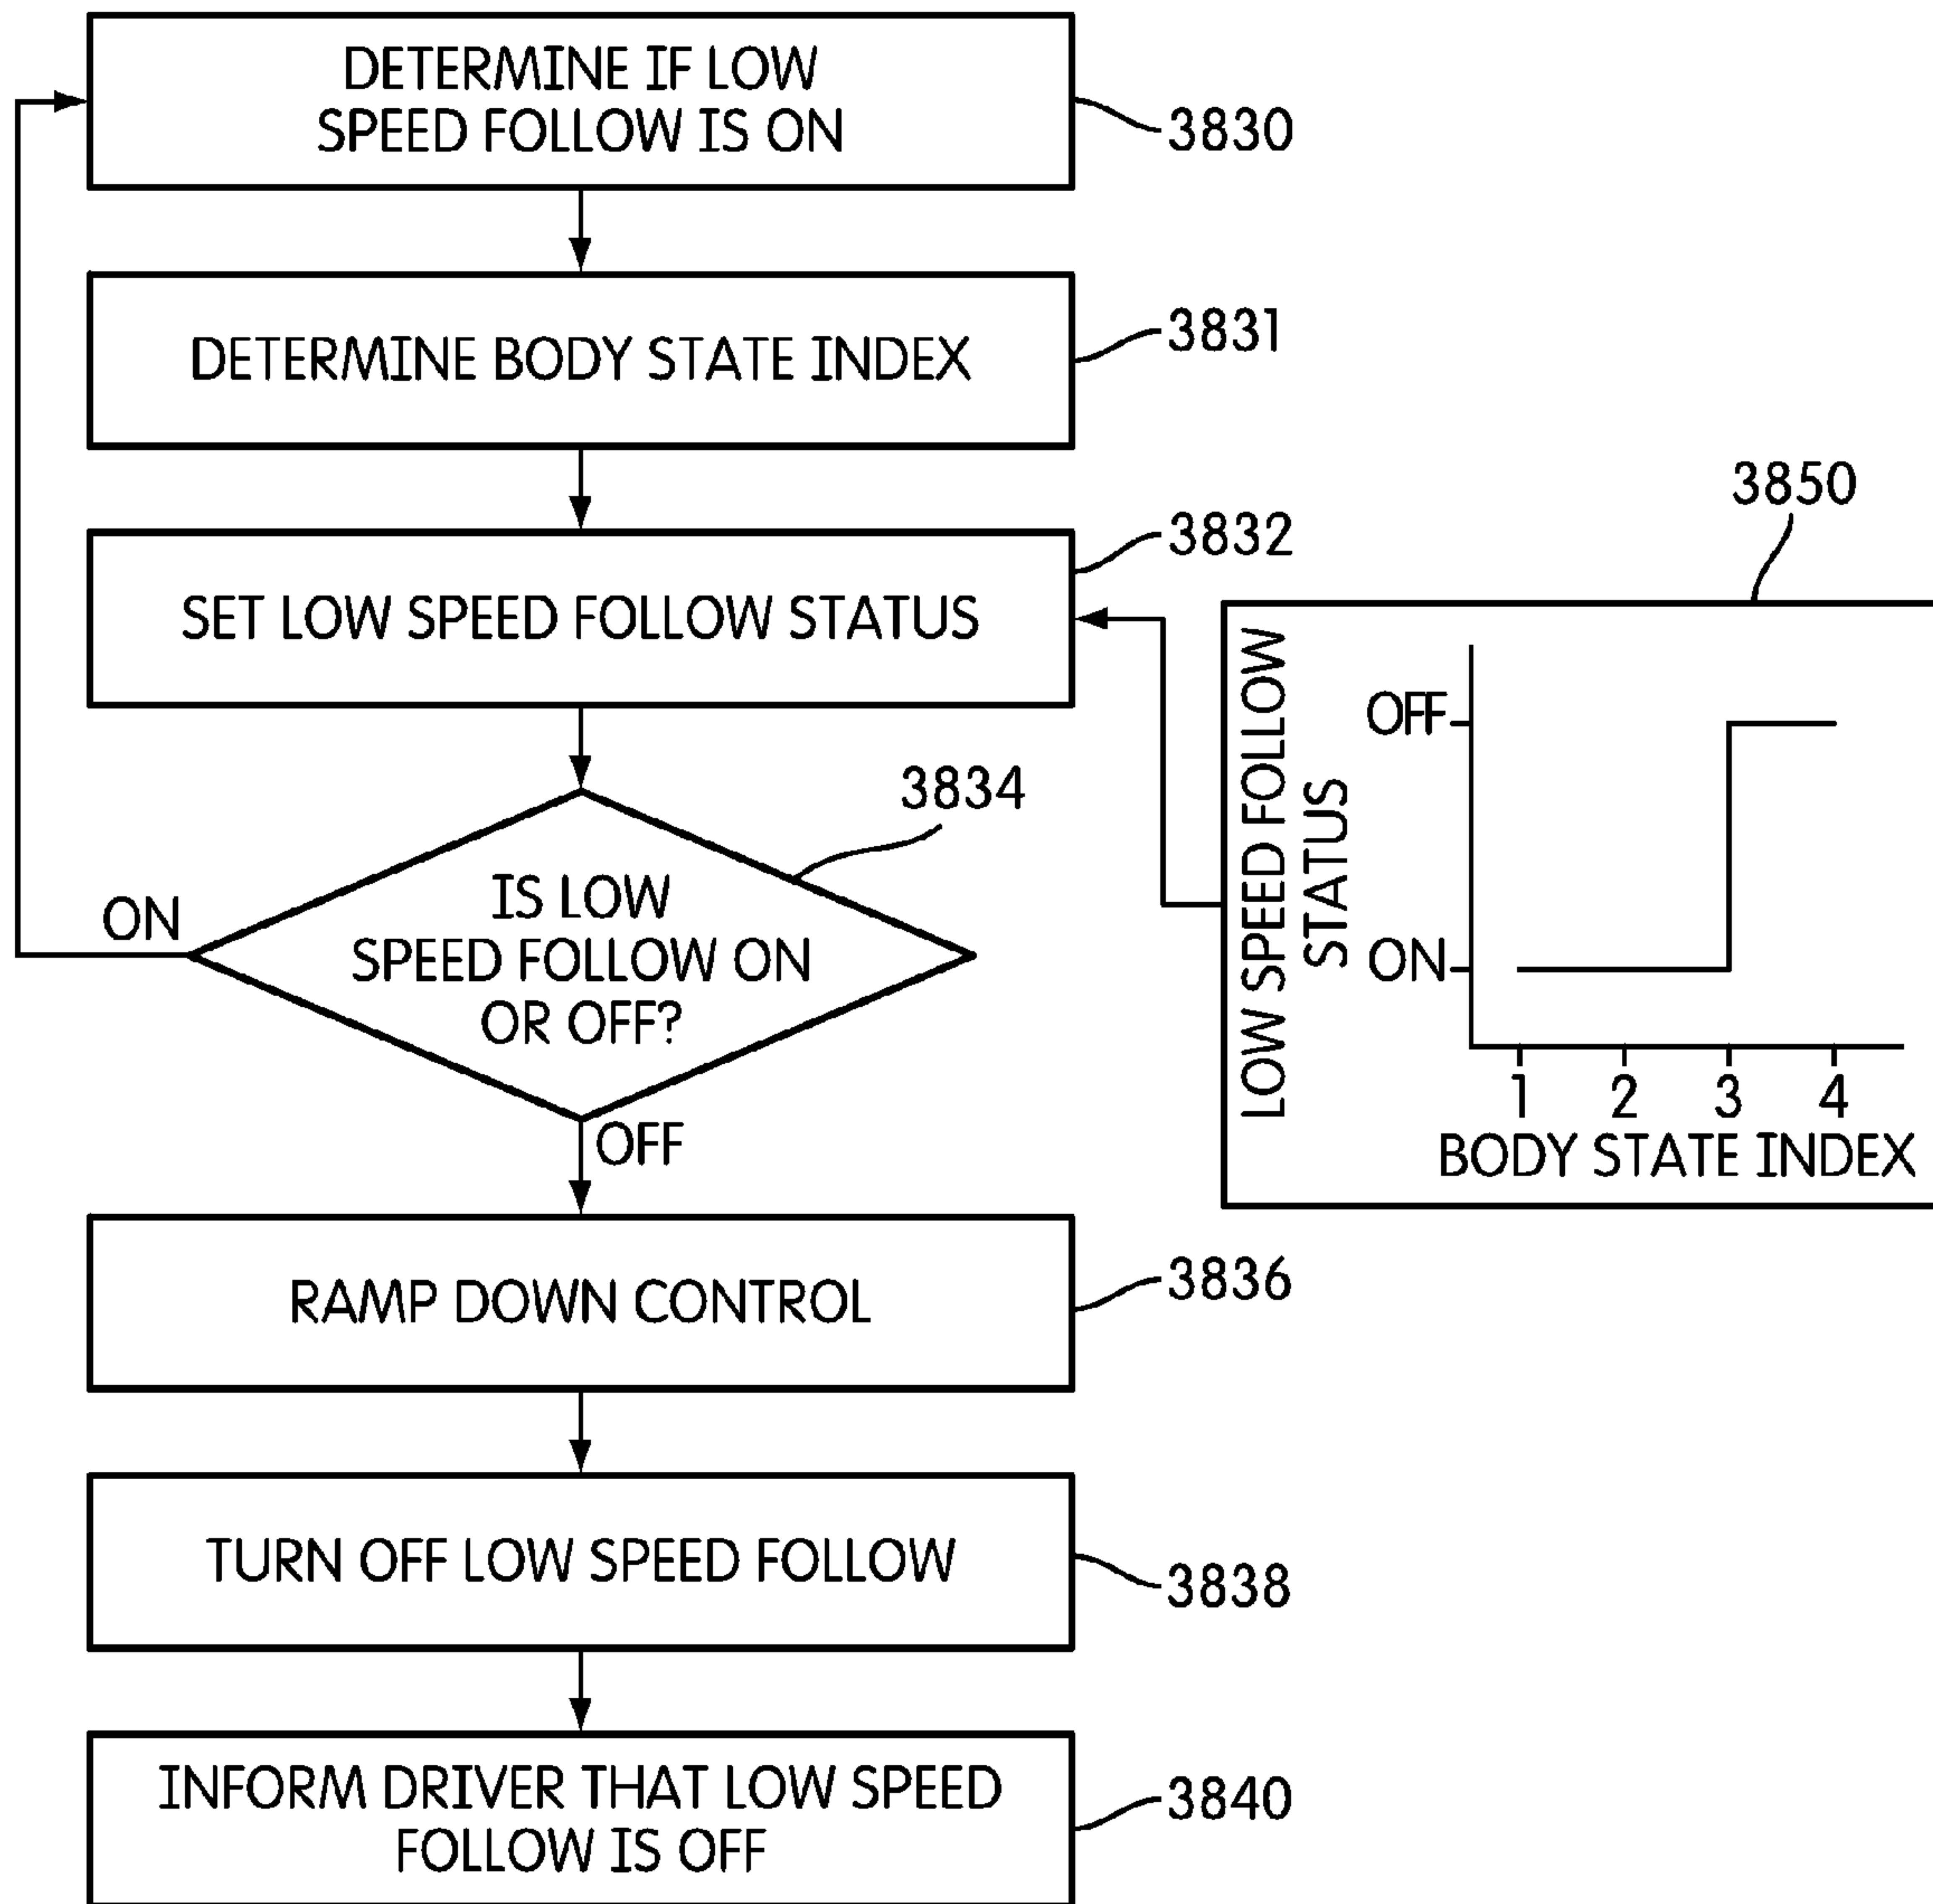 DETERMINE IF LOW
SPEED FOLLOW IS ON
3830
DETERMINE BODY STATE INDEX
3831
SET LOW SPEED FOLLOW STATUS
3832
3850
LOW SPEED FOLLOW
STATUS
OFF
ON
1 2 3 4
BODY STATE INDEX
3834
IS LOW
SPEED FOLLOW ON
OR OFF?
ON
OFF
RAMP DOWN CONTROL
3836
TURN OFF LOW SPEED FOLLOW
3838
INFORM DRIVER THAT LOW SPEED
FOLLOW IS OFF
3840